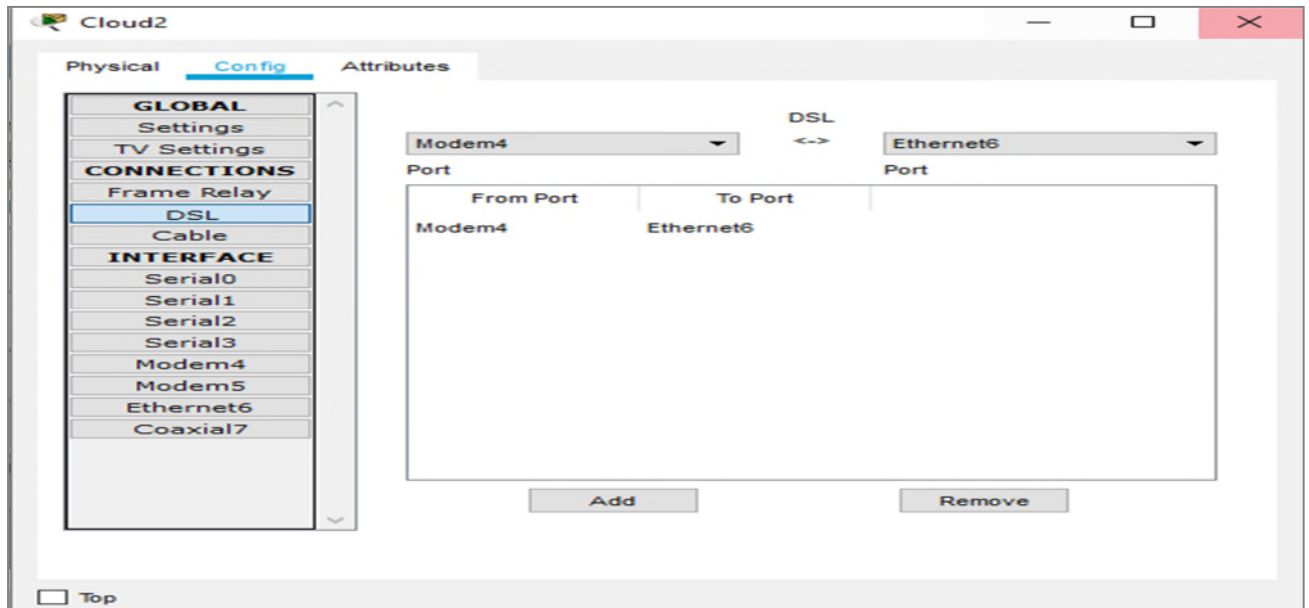 Cloud2
Physical Config Attributes
GLOBAL
Settings
TV Settings
CONNECTIONS
Frame Relay
DSL
Cable
INTERFACE
Serial0
Serial1
Serial2
Serial3
Modem4
Modem5
Ethernet6
Coaxial7
DSL
Modem4 <-> Ethernet6
Port Port
From Port To Port
Modem4 Ethernet6
Add Remove
Top